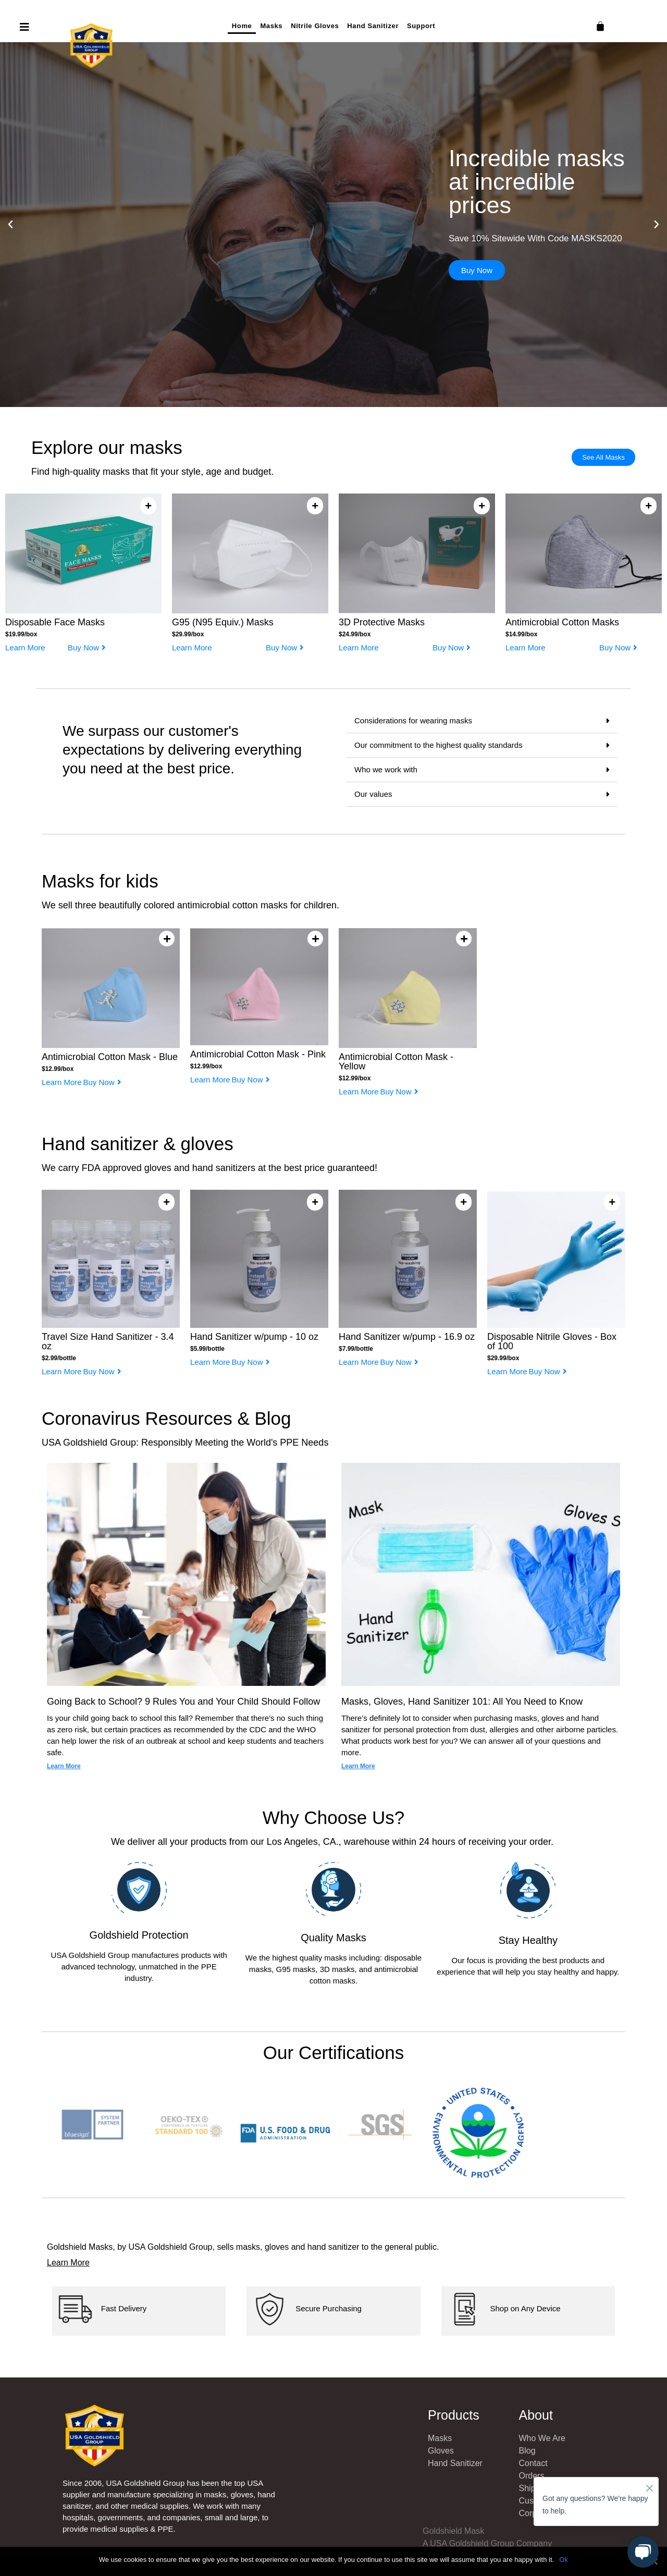 Home Masks Nitrile Gloves Hand Sanitizer Support
USA GOLDSHIELD
GROUP
Incredible masks
at incredible
prices
Save 10% Sitewide With Code MASKS2020
Buy Now
Explore our masks
Find high-quality masks that fit your style, age and budget.
See All Masks
FACE MASKS
Disposable Face Masks
$19.99/box
Learn More Buy Now
G95 (N95 Equiv.) Masks
$29.99/box
Learn More Buy Now
3D Protective Masks
$24.99/box
Learn More Buy Now
Antimicrobial Cotton Masks
$14.99/box
Learn More Buy Now
We surpass our customer's
expectations by delivering everything
you need at the best price.
Considerations for wearing masks
Our commitment to the highest quality standards
Who we work with
Our values
Masks for kids
We sell three beautifully colored antimicrobial cotton masks for children.
Antimicrobial Cotton Mask - Blue
$12.99/box
Learn More Buy Now
Antimicrobial Cotton Mask - Pink
$12.99/box
Learn More Buy Now
Antimicrobial Cotton Mask -
Yellow
$12.99/box
Learn More Buy Now
Hand sanitizer & gloves
We carry FDA approved gloves and hand sanitizers at the best price guaranteed!
Travel Size Hand Sanitizer - 3.4
oz
$2.99/bottle
Learn More Buy Now
Hand Sanitizer w/pump - 10 oz
$5.99/bottle
Learn More Buy Now
Hand Sanitizer w/pump - 16.9 oz
$7.99/bottle
Learn More Buy Now
Disposable Nitrile Gloves - Box
of 100
$29.99/box
Learn More Buy Now
Coronavirus Resources & Blog
USA Goldshield Group: Responsibly Meeting the World's PPE Needs
Mask
Gloves S
Hand
Sanitizer
Going Back to School? 9 Rules You and Your Child Should Follow
Is your child going back to school this fall? Remember that there's no such thing
as zero risk, but certain practices as recommended by the CDC and the WHO
can help lower the risk of an outbreak at school and keep students and teachers
safe.
Learn More
Masks, Gloves, Hand Sanitizer 101: All You Need to Know
There's definitely lot to consider when purchasing masks, gloves and hand
sanitizer for personal protection from dust, allergies and other airborne particles.
What products work best for you? We can answer all of your questions and
more.
Learn More
Why Choose Us?
We deliver all your products from our Los Angeles, CA., warehouse within 24 hours of receiving your order.
Goldshield Protection
USA Goldshield Group manufactures products with
advanced technology, unmatched in the PPE
industry.
Quality Masks
We the highest quality masks including: disposable
masks, G95 masks, 3D masks, and antimicrobial
cotton masks.
Stay Healthy
Our focus is providing the best products and
experience that will help you stay healthy and happy.
Our Certifications
bluesign
SYSTEM
PARTNER
OEKO-TEX
STANDARD 100
FDA U.S. FOOD & DRUG
ADMINISTRATION
SGS
UNITED STATES
ENVIRONMENTAL PROTECTION AGENCY
Goldshield Masks, by USA Goldshield Group, sells masks, gloves and hand sanitizer to the general public.
Learn More
Fast Delivery
Secure Purchasing
Shop on Any Device
USA GOLDSHIELD
GROUP
Since 2006, USA Goldshield Group has been the top USA
supplier and manufacture specializing in masks, gloves, hand
sanitizer, and other medical supplies. We work with many
hospitals, governments, and companies, small and large, to
provide medical supplies & PPE.
Products
Masks
Gloves
Hand Sanitizer
About
Who We Are
Blog
Contact
Orders
Ship
Cus
Cor
Got any questions? We're happy
to help.
Goldshield Mask
A USA Goldshield Group Company
We use cookies to ensure that we give you the best experience on our website. If you continue to use this site we will assume that you are happy with it. Ok